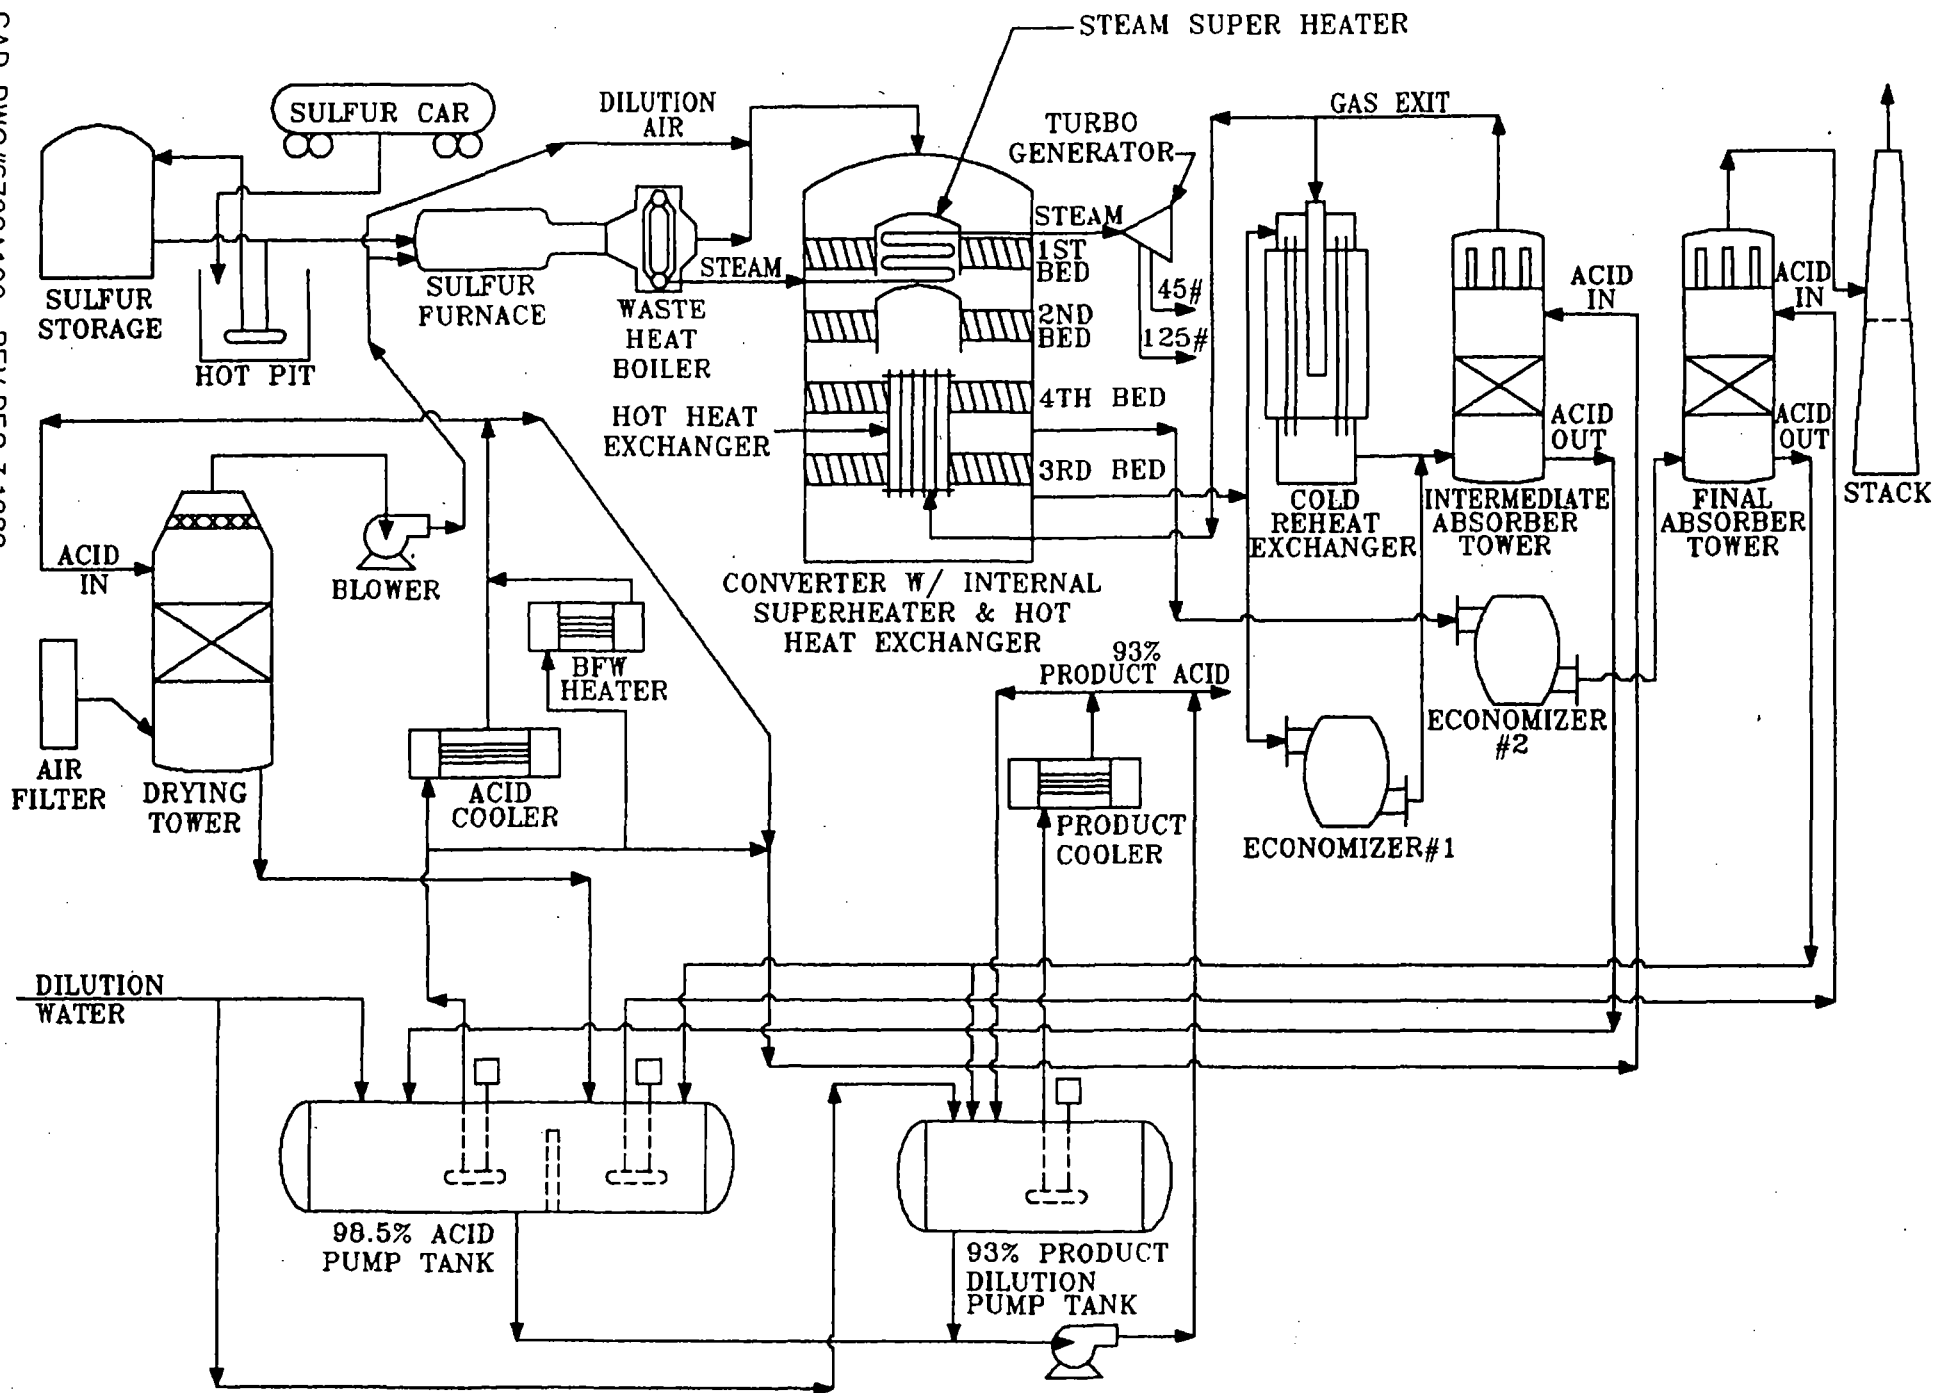 STEAM SUPER HEATER
SULFUR CAR
DILUTION
AIR
GAS EXIT
TURBO
GENERATOR
STEAM
1ST
BED
SULFUR
STORAGE
SULFUR
FURNACE
STEAM
WASTE
HEAT
BOILER
HOT PIT
2ND
BED
45#
125#
ACID
IN
ACID
IN
4TH BED
HOT HEAT
EXCHANGER
3RD BED
ACID
OUT
ACID
OUT
COLD
REHEAT
EXCHANGER
INTERMEDIATE
ABSORBER
TOWER
FINAL
ABSORBER
TOWER
STACK
ACID
IN
BLOWER
CONVERTER W/ INTERNAL
SUPERHEATER & HOT
HEAT EXCHANGER
BFW
HEATER
93%
PRODUCT ACID
ECONOMIZER
#2
AIR
FILTER
DRYING
TOWER
ACID
COOLER
PRODUCT
COOLER
ECONOMIZER#1
DILUTION
WATER
98.5% ACID
PUMP TANK
93% PRODUCT
DILUTION
PUMP TANK